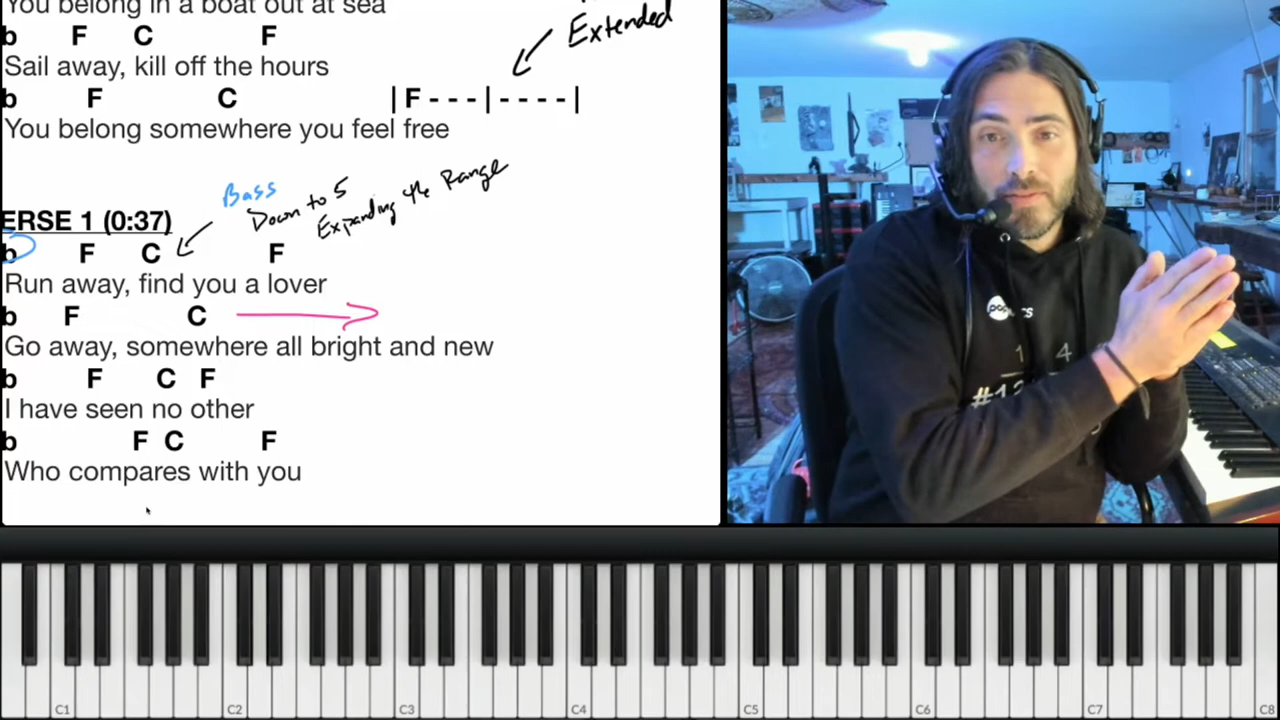 You belong in a boat out at sea
b F C F
Extended
Sail away, kill off the hours
b F C |F - - - | - - - - |
You belong somewhere you feel free
Bass
Down to 5
Expanding the Range
ERSE 1 (0:37)
b F C F
Run away, find you a lover
b F C
Go away, somewhere all bright and new
b F C F
I have seen no other
b F C F
Who compares with you
1 4
C1 C2 C3 C4 C5 C6 C7 C8